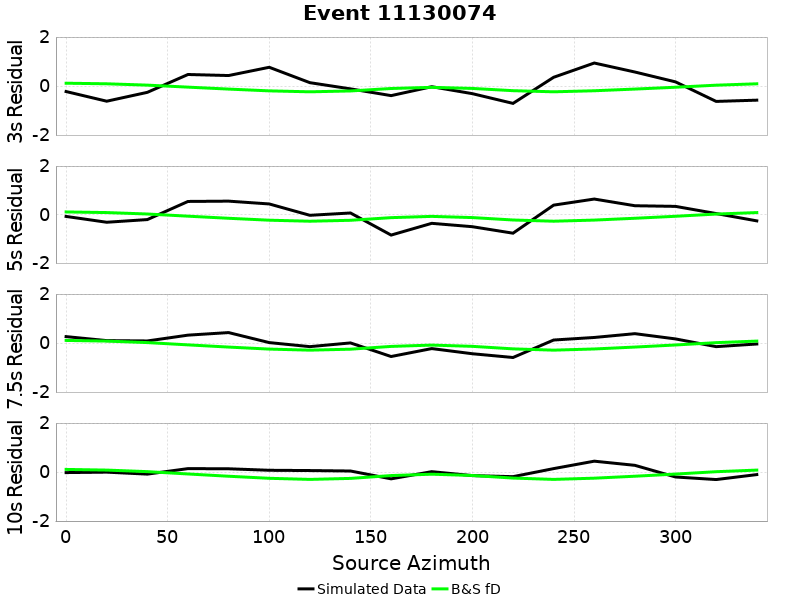 Event 11130074
3s Residual
2
0
-2
5s Residual
2
0
-2
7.5s Residual
2
0
-2
10s Residual
2
0
-2
0 50 100 150 200 250 300
Source Azimuth
Simulated Data B&S fD